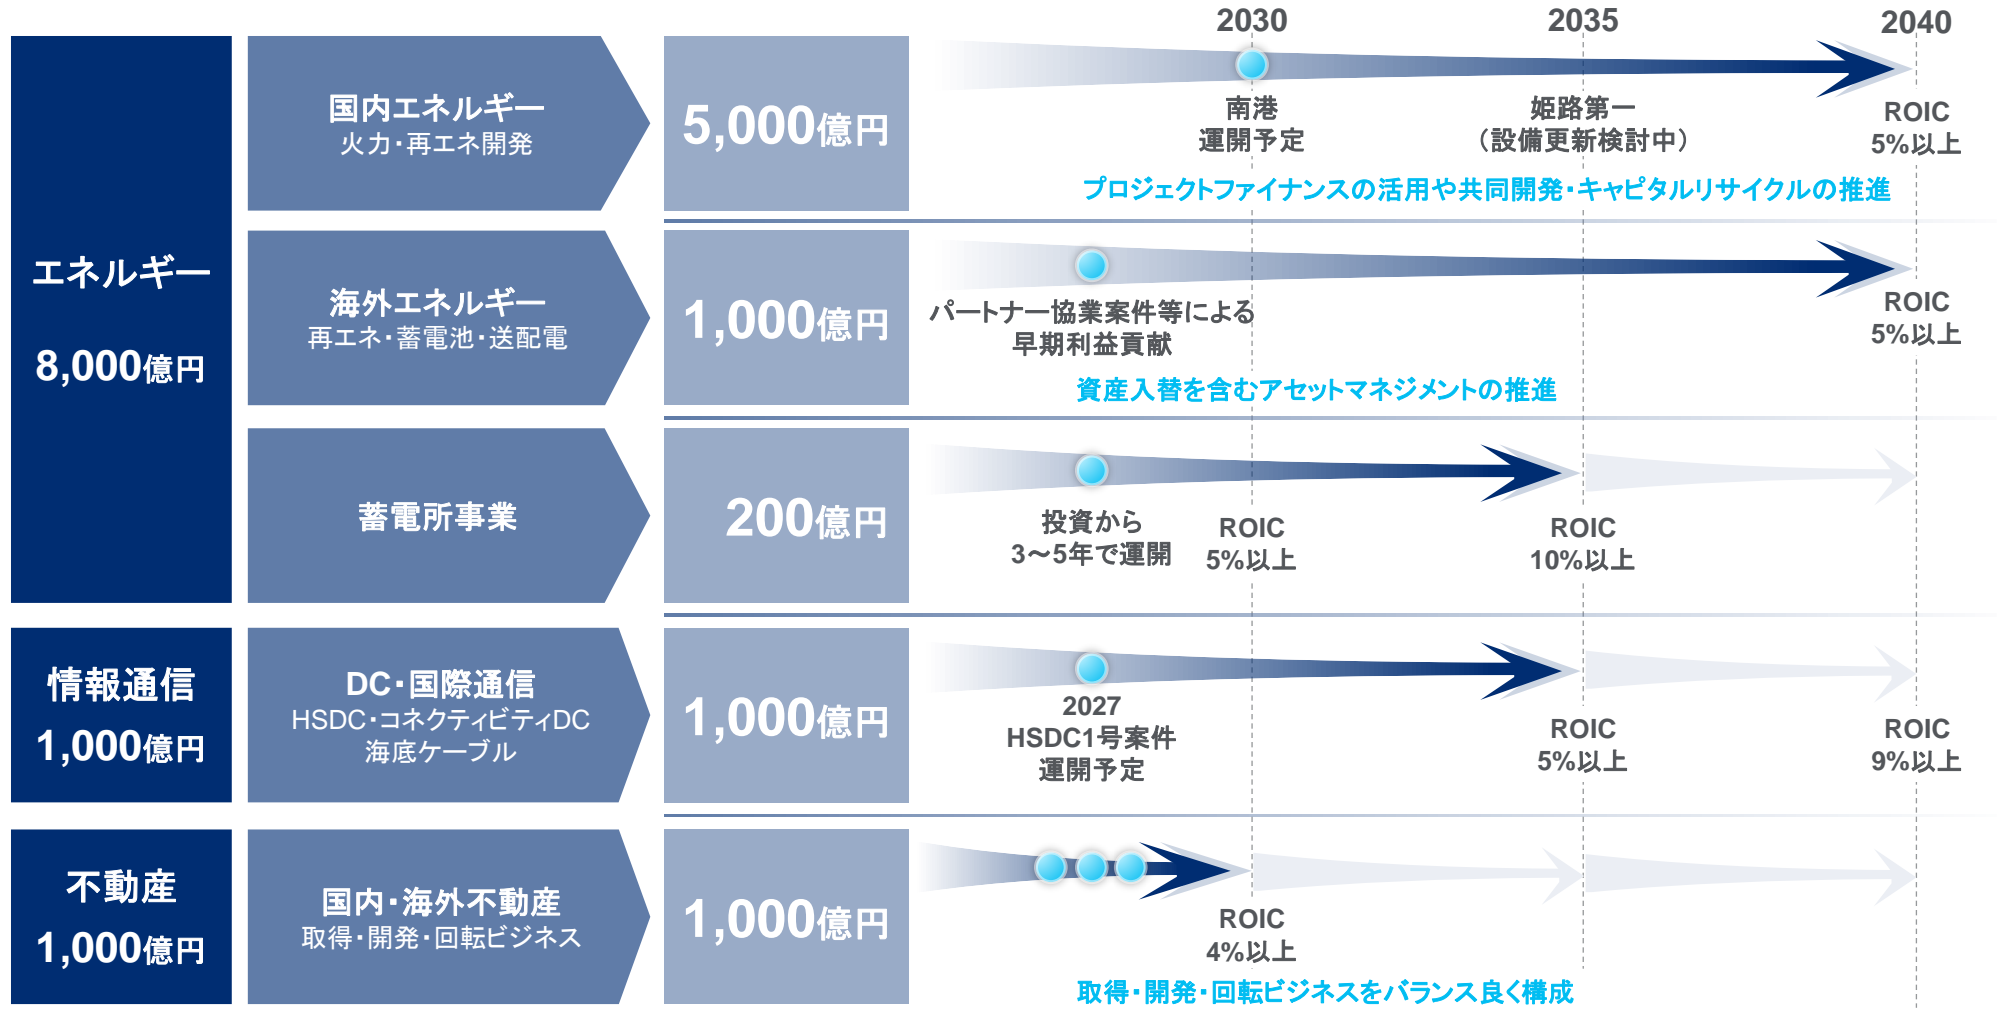 2030
2035
2040
エネルギー
8,000億円
国内エネルギー
火力・再エネ開発
5,000億円
南港
運開予定
姫路第一
（設備更新検討中）
ROIC
5%以上
プロジェクトファイナンスの活用や共同開発・キャピタルリサイクルの推進
海外エネルギー
再エネ・蓄電池・送配電
1,000億円
パートナー協業案件等による
早期利益貢献
ROIC
5%以上
資産入替を含むアセットマネジメントの推進
蓄電所事業
200億円
投資から
3～5年で運開
ROIC
5%以上
ROIC
10%以上
情報通信
1,000億円
DC・国際通信
HSDC・コネクティビティDC
海底ケーブル
1,000億円
2027
HSDC1号案件
運開予定
ROIC
5%以上
ROIC
9%以上
不動産
1,000億円
国内・海外不動産
取得・開発・回転ビジネス
1,000億円
ROIC
4%以上
取得・開発・回転ビジネスをバランス良く構成